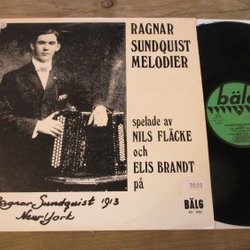 RAGNAR
SUNDQUIST
MELODIER
spelade av
NILS FLÄCKE
och
ELIS BRANDT
på
BÄLG
Ragnar Sundquist 1913
New-York
bälg